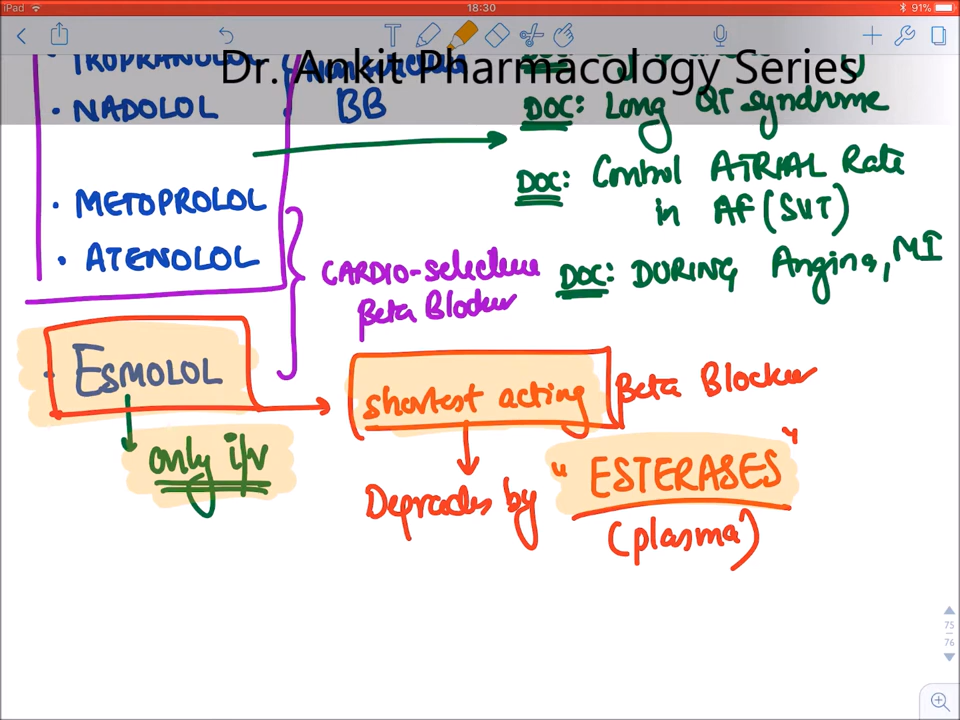 iPad 18:30 91%
Dr. Ankit Pharmacology Series
• PROPRANOLOL
• NADOLOL
BB
DOC: Long QT syndrome
DOC: Control ATRIAL Rate
in AF (SVT)
• METOPROLOL
• ATENOLOL
CARDIO-selective
Beta Blocker
DOC: DURING Angina, MI
• ESMOLOL
shortest acting Beta Blocker
only i/v
Degrades by "ESTERASES"
(plasma)
75
76